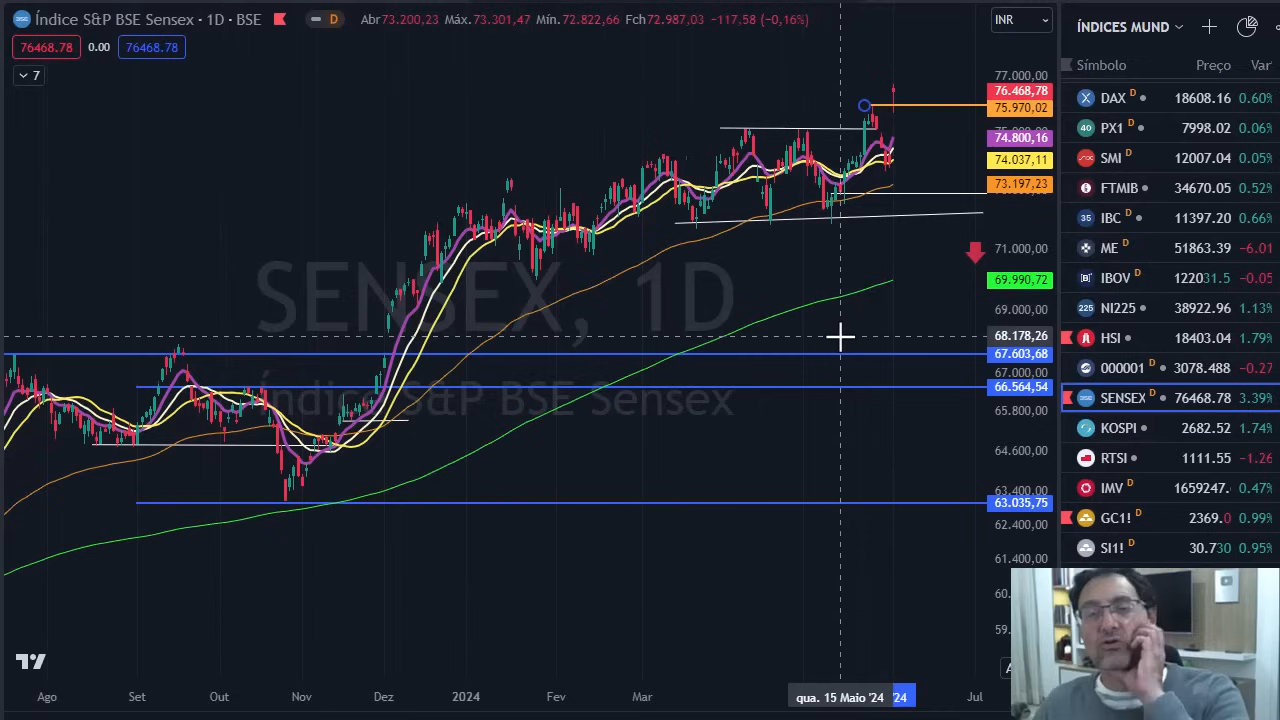 Índice S&P BSE Sensex · 1D · BSE D Abr73.200,23 Máx.73.301,47 Mín.72.822,66 Fch72.987,03 −117,58 (−0,16%)
76468.78 0.00 76468.78
7
INR
77.000,00
76.468,78
75.970,02
74.800,16
74.037,11
73.197,23
71.000,00
69.990,72
69.000,00
68.178,26
67.603,68
67.000,00
66.564,54
65.800,00
64.600,00
63.400,00
63.035,75
62.400,00
61.400,00
60.
59.
SENSEX, 1D
Índice S&P BSE Sensex
Ago Set Out Nov Dez 2024 Fev Mar qua. 15 Maio '24 '24 Jul
ÍNDICES MUND
Símbolo Preço Var
DAX D 18608.16 0.60%
PX1 D 7998.02 0.06%
SMI D 12007.04 0.05%
FTMIB D 34670.05 0.52%
IBC D 11397.20 0.66%
ME D 51863.39 -6.01
IBOV D 122031.5 -0.05
NI225 38922.96 1.13%
HSI 18403.04 1.79%
000001 D 3078.488 -0.27
SENSEX D 76468.78 3.39%
KOSPI 2682.52 1.74%
RTSI 1111.55 -1.26
IMV D 1659247. 0.47%
GC1! D 2369.0 0.99%
SI1! D 30.730 0.95%